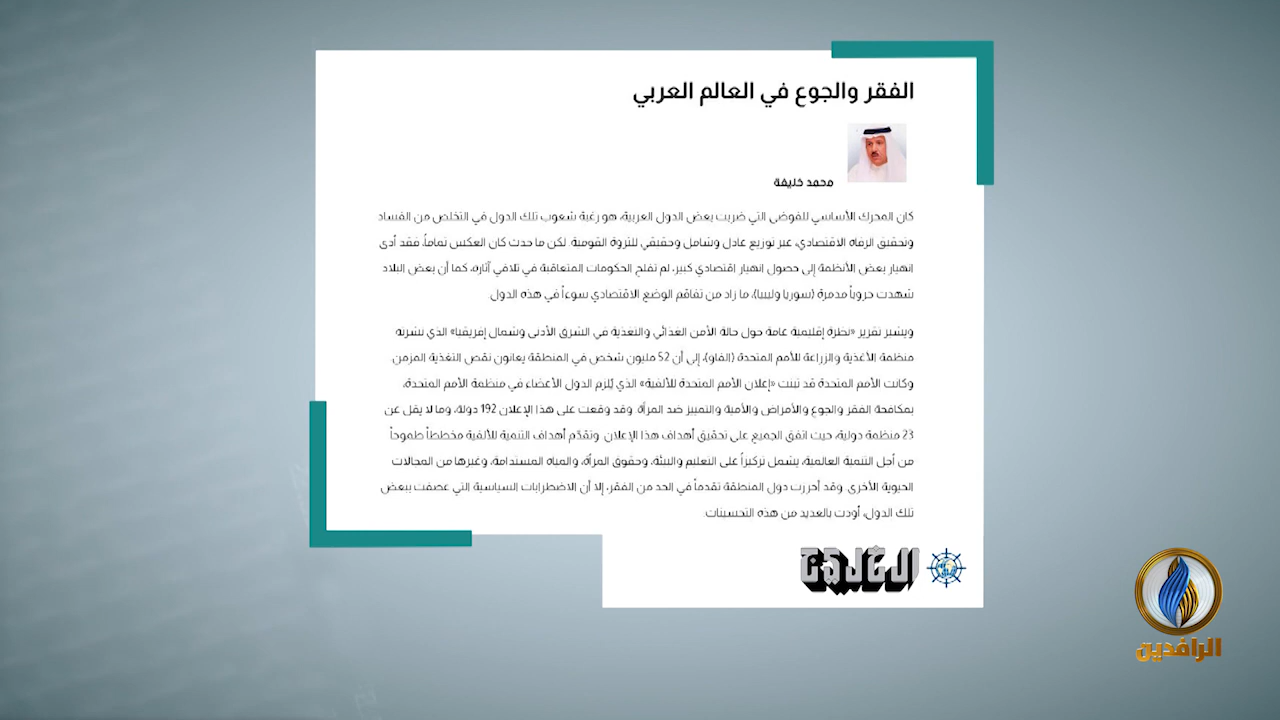 الفقر والجوع في العالم العربي
محمد خليفة
كان المحرك الأساسي للفوضى التي ضربت بعض الدول العربية، هو رغبة شعوب تلك الدول في التخلص من الفساد
وتحقيق الرفاه الاقتصادي، عبر توزيع عادل وشامل وحقيقي للثروة القومية. لكن ما حدث كان العكس تماماً، فقد أدى
انهيار بعض الأنظمة إلى حصول انهيار اقتصادي كبير، لم تفلح الحكومات المتعاقبة في تلافي آثاره، كما أن بعض البلاد
شهدت حروباً مدمرة (سوريا وليبيا)، ما زاد من تفاقم الوضع الاقتصادي سوءاً في هذه الدول.
ويشير تقرير «نظرة إقليمية عامة حول حالة الأمن الغذائي والتغذية في الشرق الأدنى وشمال إفريقيا» الذي نشرته
منظمة الأغذية والزراعة للأمم المتحدة (الفاو)، إلى أن 52 مليون شخص في المنطقة يعانون نقص التغذية المزمن.
وكانت الأمم المتحدة قد تبنت «إعلان الأمم المتحدة للألفية» الذي يُلزم الدول الأعضاء في منظمة الأمم المتحدة،
بمكافحة الفقر والجوع والأمراض والأمية والتمييز ضد المرأة. وقد وقعت على هذا الإعلان 192 دولة، وما لا يقل عن
23 منظمة دولية، حيث اتفق الجميع على تحقيق أهداف هذا الإعلان. وتقدّم أهداف التنمية للألفية مخططاً طموحاً
من أجل التنمية العالمية، يشمل تركيزاً على التعليم والبيئة، وحقوق المرأة، والمياه المستدامة، وغيرها من المجالات
الحيوية الأخرى. وقد أحرزت دول المنطقة تقدماً في الحد من الفقر، إلا أن الاضطرابات السياسية التي عصفت ببعض
تلك الدول، أودت بالعديد من هذه التحسينات.
الخليج
الرافدين